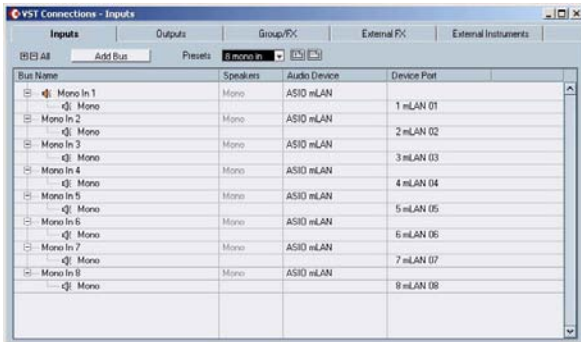 VST Connections - Inputs
Inputs Outputs Group/FX External FX External Instruments
All Add Bus Presets 8 mono in
Bus Name Speakers Audio Device Device Port
Mono In 1 Mono ASIO mLAN
Mono 1 mLAN 01
Mono In 2 Mono ASIO mLAN
Mono 2 mLAN 02
Mono In 3 Mono ASIO mLAN
Mono 3 mLAN 03
Mono In 4 Mono ASIO mLAN
Mono 4 mLAN 04
Mono In 5 Mono ASIO mLAN
Mono 5 mLAN 05
Mono In 6 Mono ASIO mLAN
Mono 6 mLAN 06
Mono In 7 Mono ASIO mLAN
Mono 7 mLAN 07
Mono In 8 Mono ASIO mLAN
Mono 8 mLAN 08